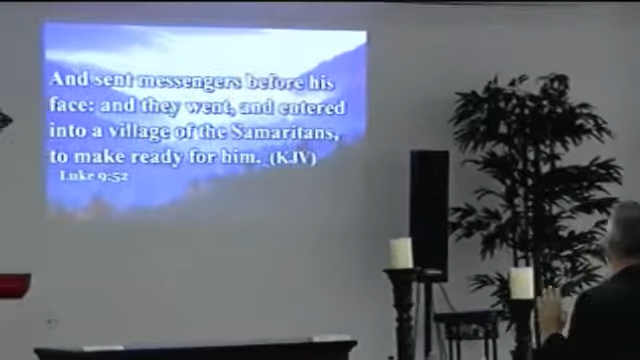 And sent messengers before his
face: and they went, and entered
into a village of the Samaritans,
to make ready for him. (KJV)
Luke 9:52